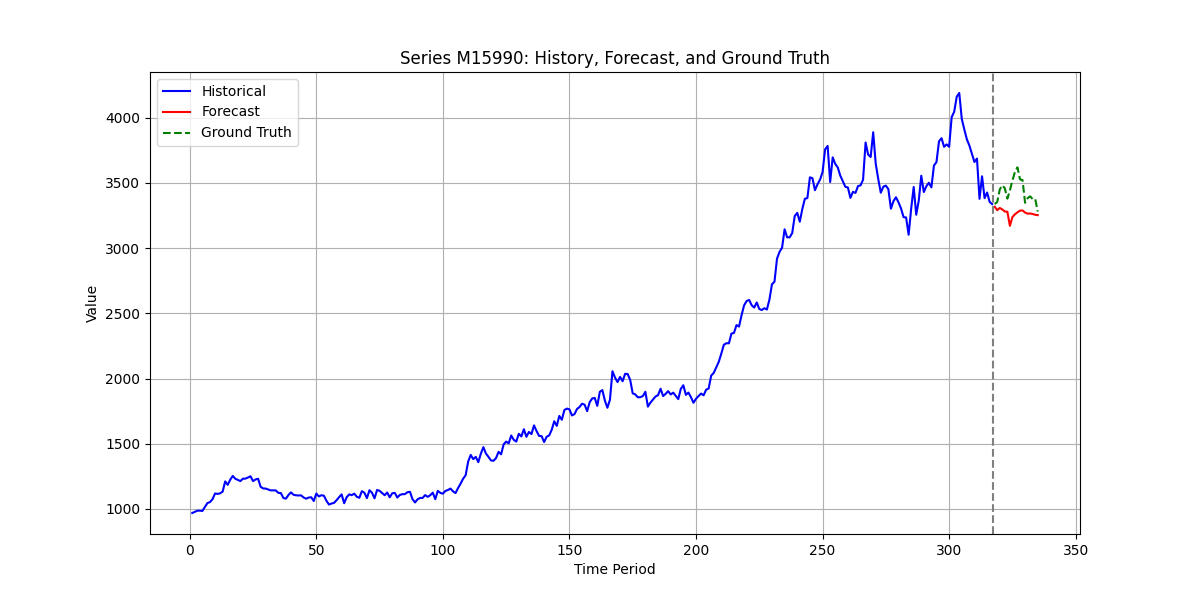 Series M15990: History, Forecast, and Ground Truth
Historical
Forecast
Ground Truth
Value
4000
3500
3000
2500
2000
1500
1000
0 50 100 150 200 250 300 350
Time Period